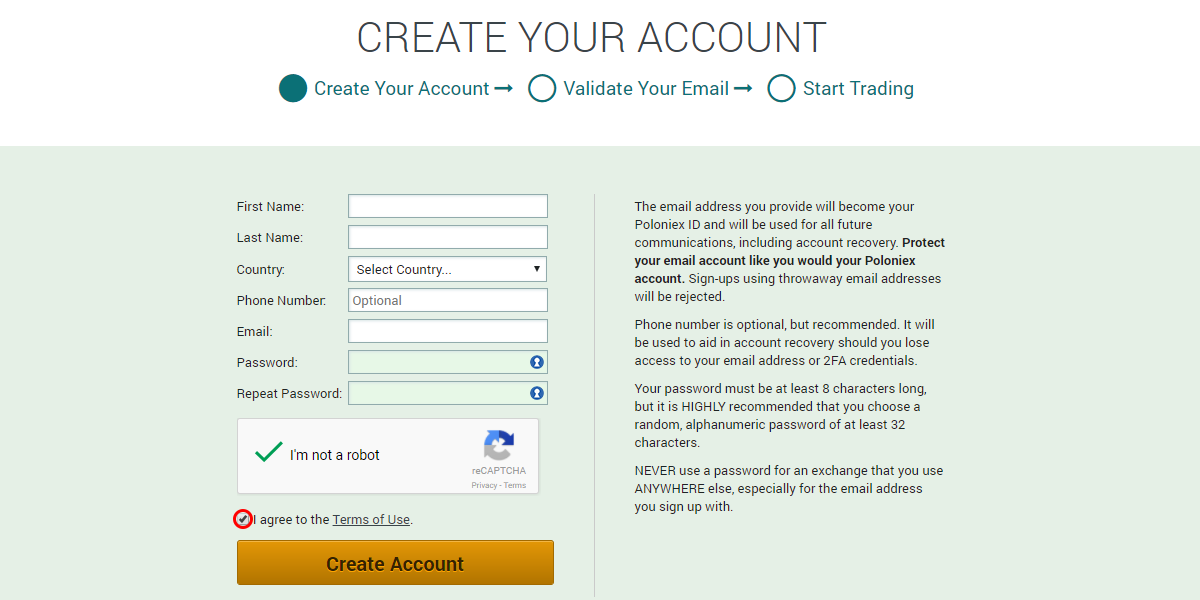 CREATE YOUR ACCOUNT
Create Your Account → Validate Your Email → Start Trading
First Name:
Last Name:
Country: Select Country...
Phone Number: Optional
Email:
Password:
Repeat Password:
I'm not a robot
reCAPTCHA
Privacy - Terms
I agree to the Terms of Use.
Create Account
The email address you provide will become your
Poloniex ID and will be used for all future
communications, including account recovery. Protect
your email account like you would your Poloniex
account. Sign-ups using throwaway email addresses
will be rejected.
Phone number is optional, but recommended. It will
be used to aid in account recovery should you lose
access to your email address or 2FA credentials.
Your password must be at least 8 characters long,
but it is HIGHLY recommended that you choose a
random, alphanumeric password of at least 32
characters.
NEVER use a password for an exchange that you use
ANYWHERE else, especially for the email address
you sign up with.